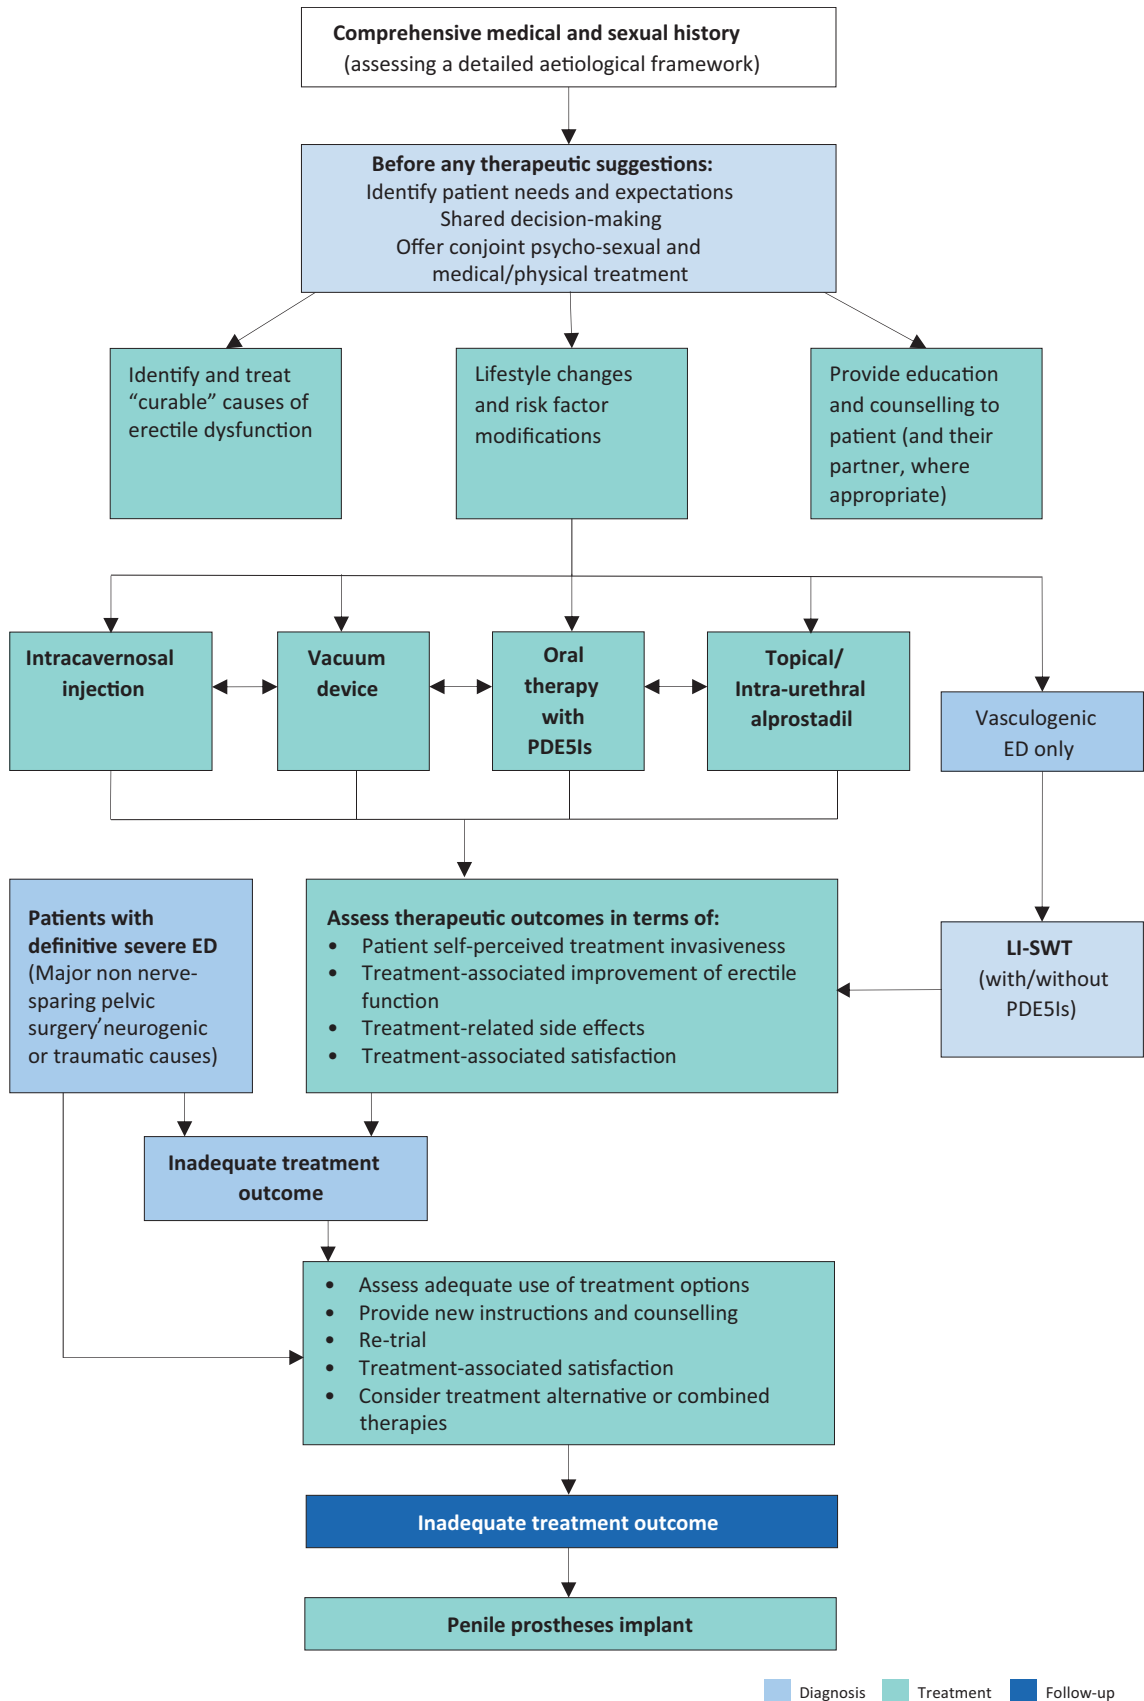 Comprehensive medical and sexual history
(assessing a detailed aetiological framework)
Before any therapeutic suggestions:
Identify patient needs and expectations
Shared decision-making
Offer conjoint psycho-sexual and
medical/physical treatment
Identify and treat
“curable” causes of
erectile dysfunction
Lifestyle changes
and risk factor
modifications
Provide education
and counselling to
patient (and their
partner, where
appropriate)
Intracavernosal
injection
Vacuum
device
Oral
therapy
with
PDE5Is
Topical/
Intra-urethral
alprostadil
Vasculogenic
ED only
Patients with
definitive severe ED
(Major non nerve-
sparing pelvic
surgery’neurogenic
or traumatic causes)
Assess therapeutic outcomes in terms of:
• Patient self-perceived treatment invasiveness
• Treatment-associated improvement of erectile
function
• Treatment-related side effects
• Treatment-associated satisfaction
LI-SWT
(with/without
PDE5Is)
Inadequate treatment
outcome
• Assess adequate use of treatment options
• Provide new instructions and counselling
• Re-trial
• Treatment-associated satisfaction
• Consider treatment alternative or combined
therapies
Inadequate treatment outcome
Penile prostheses implant
Diagnosis
Treatment
Follow-up